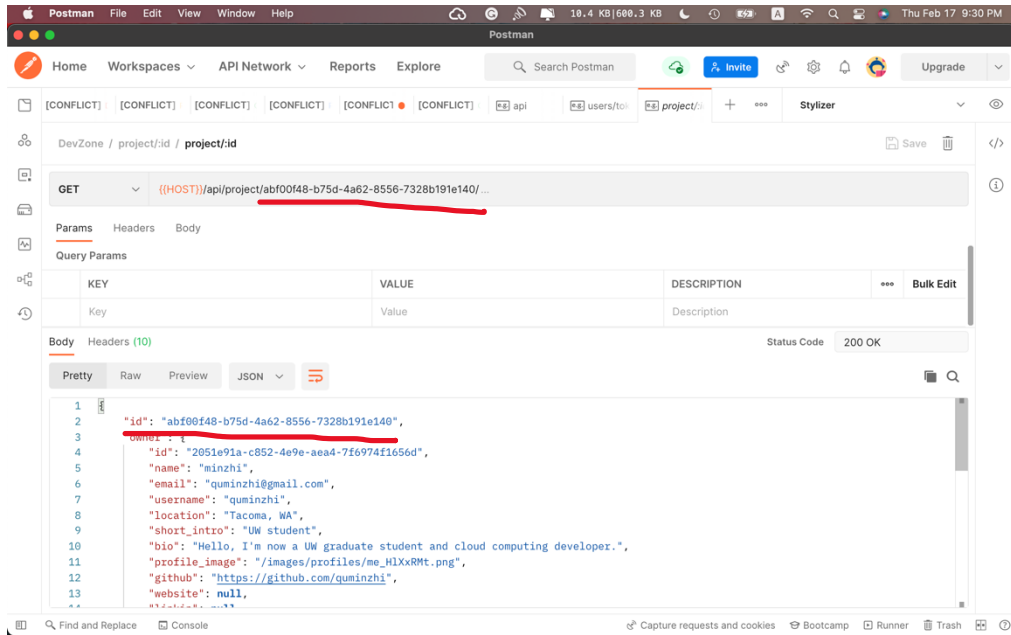 Postman File Edit View Window Help 10.4 KB|600.3 KB A Thu Feb 17 9:30 PM
Postman
Home Workspaces API Network Reports Explore Search Postman Invite Upgrade
[CONFLICT] [CONFLICT] [CONFLICT] [CONFLICT] [CONFLICT [CONFLICT] e.g. api e.g. users/to e.g. project/: + ooo Stylizer
DevZone / project/:id / project/:id Save </>
GET {{HOST}}/api/project/abf00f48-b75d-4a62-8556-7328b191e140/ ...
Params Headers Body
Query Params
KEY VALUE DESCRIPTION ooo Bulk Edit
Key Value Description
Body Headers (10) Status Code 200 OK
Pretty Raw Preview JSON
1 {
2 "id": "abf00f48-b75d-4a62-8556-7328b191e140",
3 "owner": {
4 "id": "2051e91a-c852-4e9e-aea4-7f6974f1656d",
5 "name": "minzhi",
6 "email": "quminzhi@gmail.com",
7 "username": "quminzhi",
8 "location": "Tacoma, WA",
9 "short_intro": "UW student",
10 "bio": "Hello, I'm now a UW graduate student and cloud computing developer.",
11 "profile_image": "/images/profiles/me_HlXxRMt.png",
12 "github": "https://github.com/quminzhi",
13 "website": null,
Find and Replace Console Capture requests and cookies Bootcamp Runner Trash